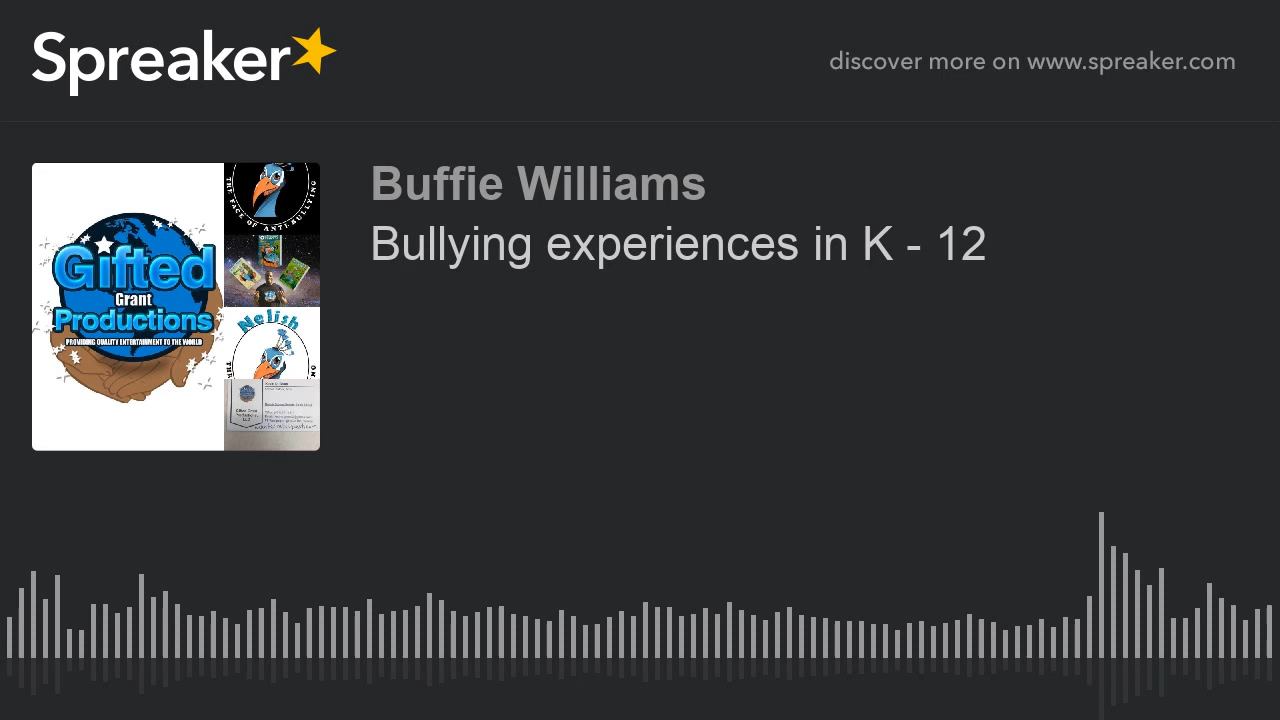 Spreaker
discover more on www.spreaker.com
Buffie Williams
Bullying experiences in K - 12
Gifted
Grant
Productions
PROVIDING QUALITY ENTERTAINMENT TO THE WORLD
THE FACE OF ANTI-BULLYING
Nelish